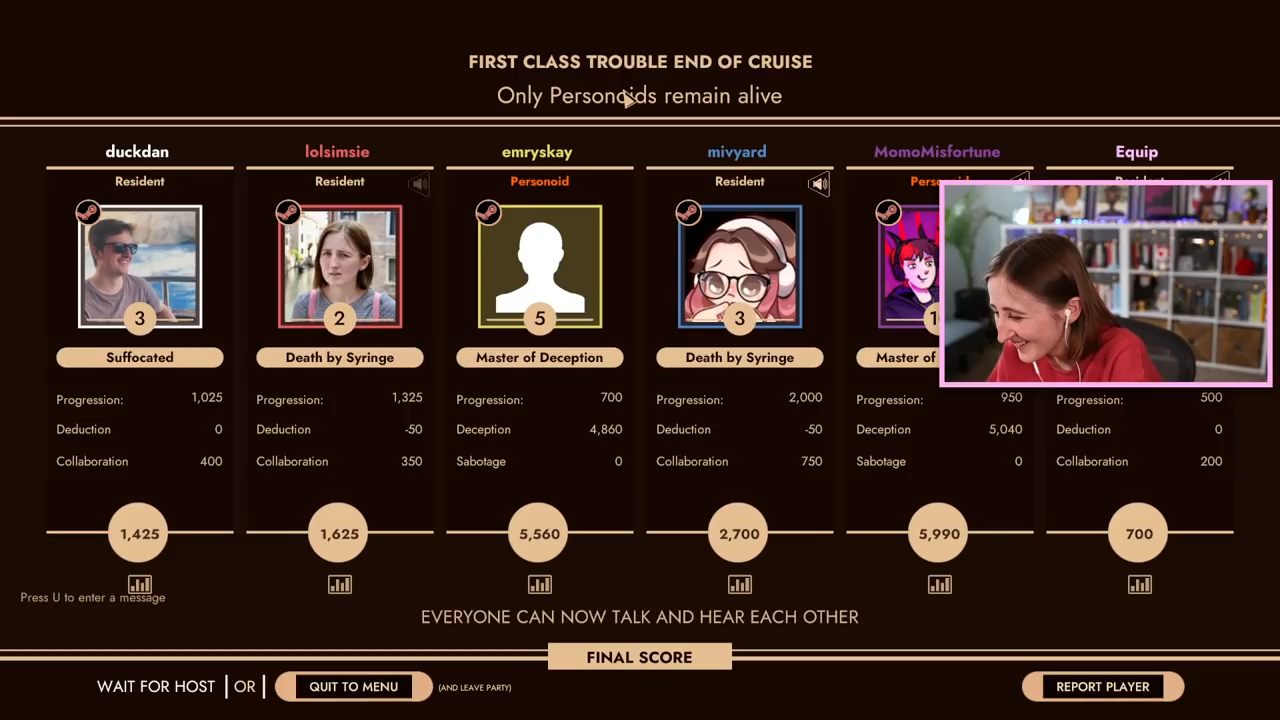 FIRST CLASS TROUBLE END OF CRUISE
Only Personoids remain alive
duckdan
lolsimsie
emryskay
mivyard
MomoMisfortune
Equip
Resident
Resident
Personoid
Resident
Resident
3
2
5
3
Suffocated
Death by Syringe
Master of Deception
Death by Syringe
Master of
Progression: 1,025
Progression: 1,325
Progression: 700
Progression: 2,000
Progression: 950
Progression: 500
Deduction 0
Deduction -50
Deception 4,860
Deduction -50
Deception 5,040
Deduction 0
Collaboration 400
Collaboration 350
Sabotage 0
Collaboration 750
Sabotage 0
Collaboration 200
1,425
1,625
5,560
2,700
5,990
700
Press U to enter a message
EVERYONE CAN NOW TALK AND HEAR EACH OTHER
FINAL SCORE
WAIT FOR HOST | OR | QUIT TO MENU (AND LEAVE PARTY)
REPORT PLAYER